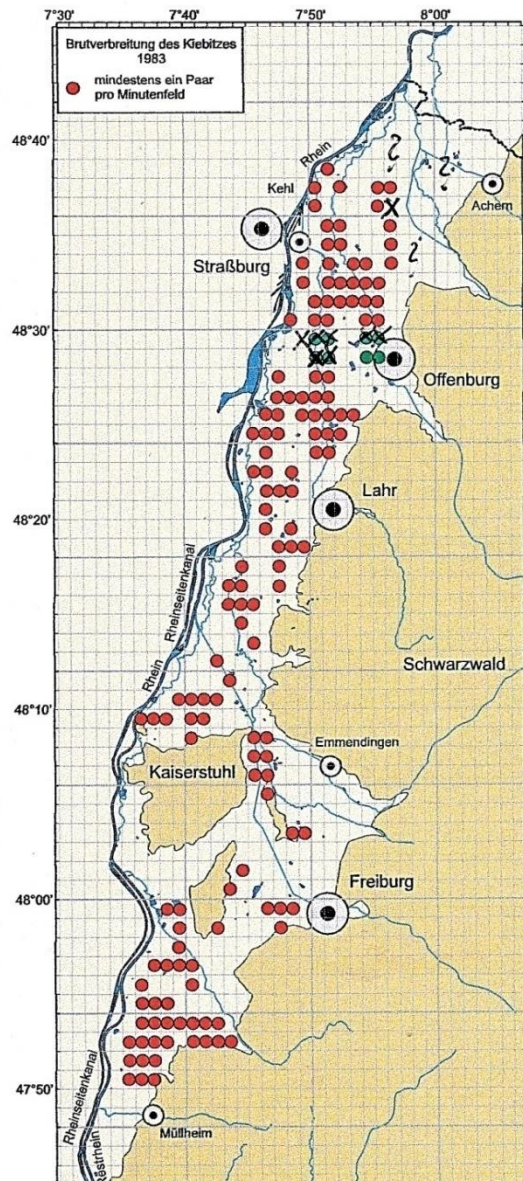 7°30' 7°40' 7°50' 8°00'
Brutverbreitung des Kiebitzes
1983
mindestens ein Paar
pro Minutenfeld
48°40'
Rhein
Kehl
Achern
Straßburg
48°30'
Offenburg
Lahr
48°20'
Rheinseitenkanal
Schwarzwald
Rhein
48°10'
Emmendingen
Kaiserstuhl
Freiburg
48°00'
47°50'
Rheinseitenkanal
Müllheim
Restrhein